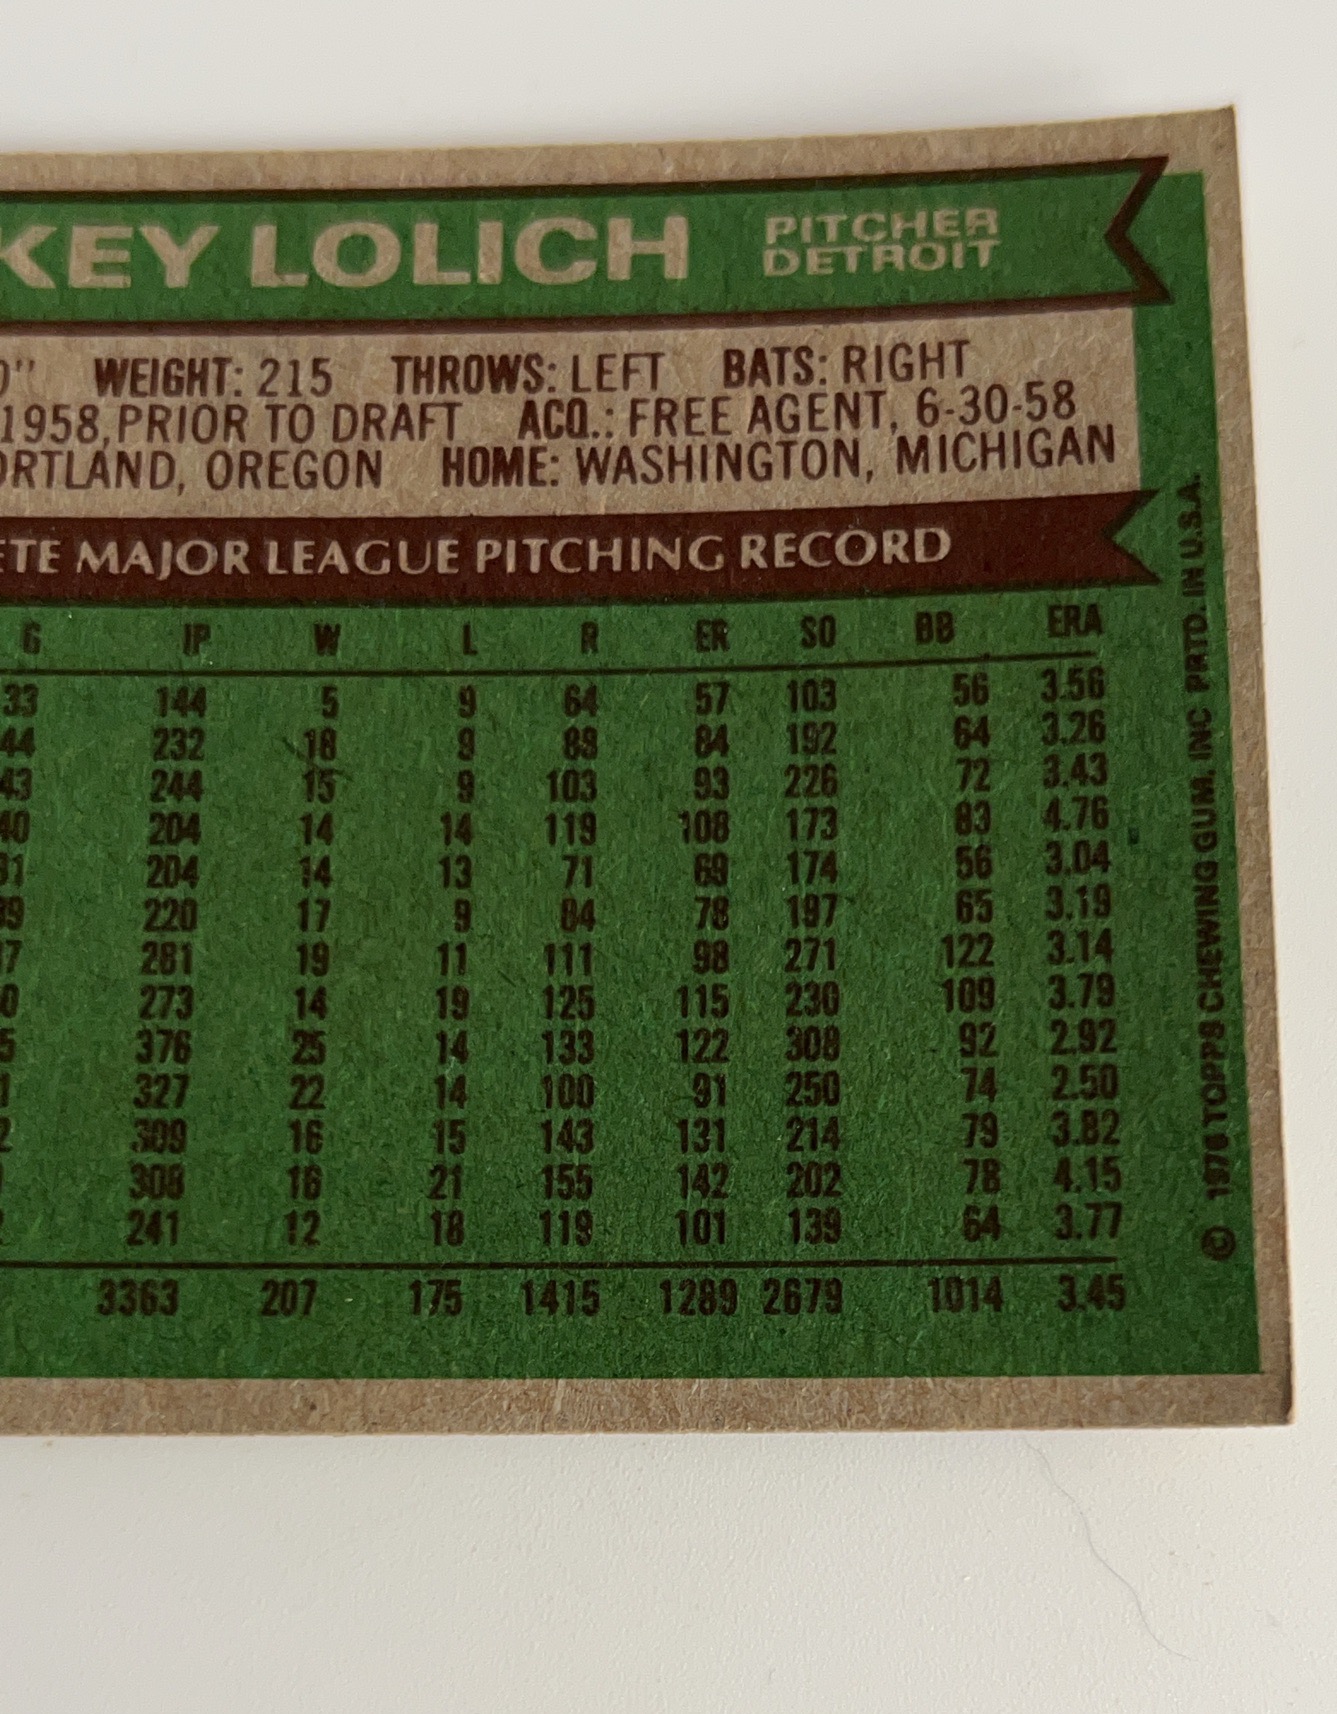 KEY LOLICH PITCHER
DETROIT
0" WEIGHT: 215 THROWS: LEFT BATS: RIGHT
1958, PRIOR TO DRAFT ACQ.: FREE AGENT, 6-30-58
ORTLAND, OREGON HOME: WASHINGTON, MICHIGAN
ETE MAJOR LEAGUE PITCHING RECORD
G IP W L R ER SO BB ERA
33 144 5 9 64 57 103 56 3.56
44 232 18 9 88 84 192 64 3.26
43 244 15 9 103 93 226 72 3.43
40 204 14 14 119 108 173 83 4.76
31 204 14 13 71 69 174 56 3.04
39 220 17 9 84 78 197 65 3.19
7 281 19 11 111 98 271 122 3.14
0 273 14 19 125 115 230 109 3.79
5 376 25 14 133 122 308 92 2.92
1 327 22 14 100 91 250 74 2.50
2 309 16 15 143 131 214 79 3.82
308 16 21 155 142 202 78 4.15
241 12 18 119 101 139 64 3.77
3363 207 175 1415 1289 2679 1014 3.45
© 1976 TOPPS CHEWING GUM, INC PRTD. IN U.S.A.